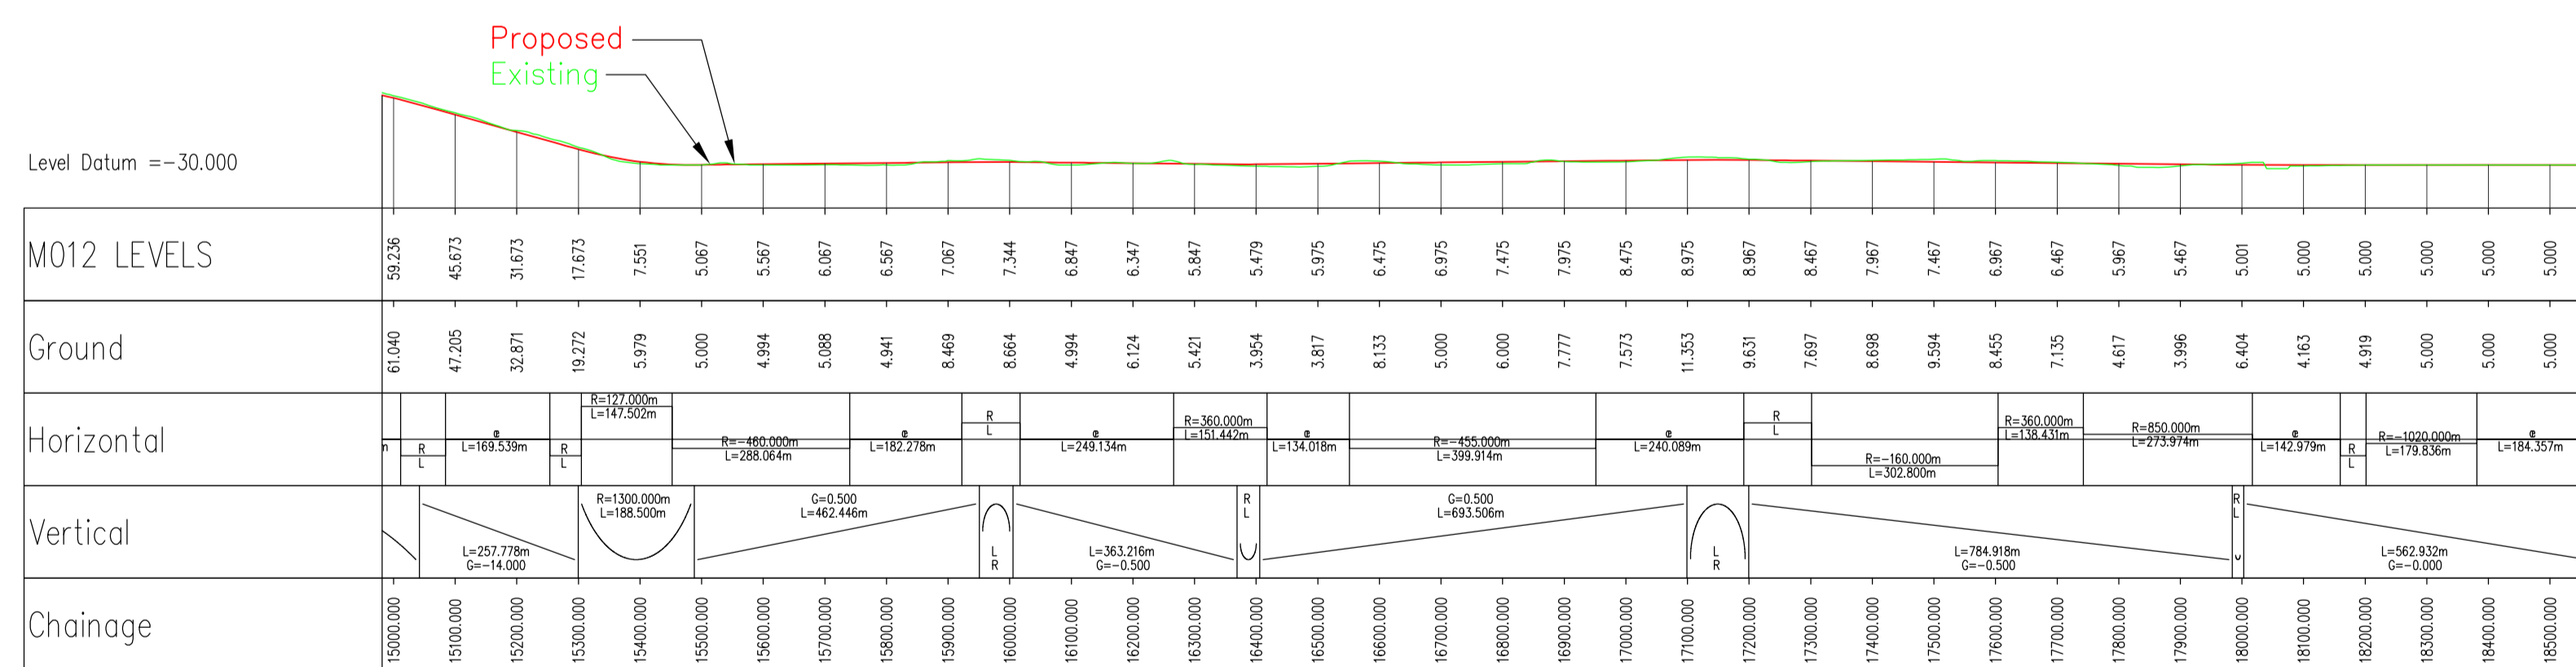 Proposed
Existing
Level Datum =-30.000
M012 LEVELS
59.236 45.673 31.673 17.673 7.551 5.067 5.567 6.067 6.567 7.067 7.344 6.847 6.347 5.847 5.479 5.975 6.475 6.975 7.475 7.975 8.475 8.975 8.967 8.467 7.967 7.467 6.967 6.467 5.967 5.467 5.001 5.000 5.000 5.000 5.000 5.000
Ground
61.040 47.205 32.871 19.272 5.979 5.000 4.994 5.088 4.941 8.469 8.664 4.994 6.124 5.421 3.954 3.817 8.133 5.000 6.000 7.777 7.573 11.353 9.631 7.697 8.698 9.594 8.455 7.135 4.617 3.996 6.404 4.163 4.919 5.000 5.000 5.000
Horizontal
n
R
L
L=169.539m
R
L
R=127.000m
L=147.502m
R=-460.000m
L=288.064m
L=182.278m
R
L
L=249.134m
R=360.000m
L=151.442m
L=134.018m
R=-455.000m
L=399.914m
L=240.089m
R
L
R=-160.000m
L=302.800m
R=360.000m
L=138.431m
R=850.000m
L=273.974m
L=142.979m
R
L
R=-1020.000m
L=179.836m
L=184.357m
Vertical
L=257.778m
G=-14.000
R=1300.000m
L=188.500m
G=0.500
L=462.446m
L
R
L=363.216m
G=-0.500
R
L
G=0.500
L=693.506m
L
R
L=784.918m
G=-0.500
R
L
L=562.932m
G=-0.000
Chainage
15000.000 15100.000 15200.000 15300.000 15400.000 15500.000 15600.000 15700.000 15800.000 15900.000 16000.000 16100.000 16200.000 16300.000 16400.000 16500.000 16600.000 16700.000 16800.000 16900.000 17000.000 17100.000 17200.000 17300.000 17400.000 17500.000 17600.000 17700.000 17800.000 17900.000 18000.000 18100.000 18200.000 18300.000 18400.000 18500.000